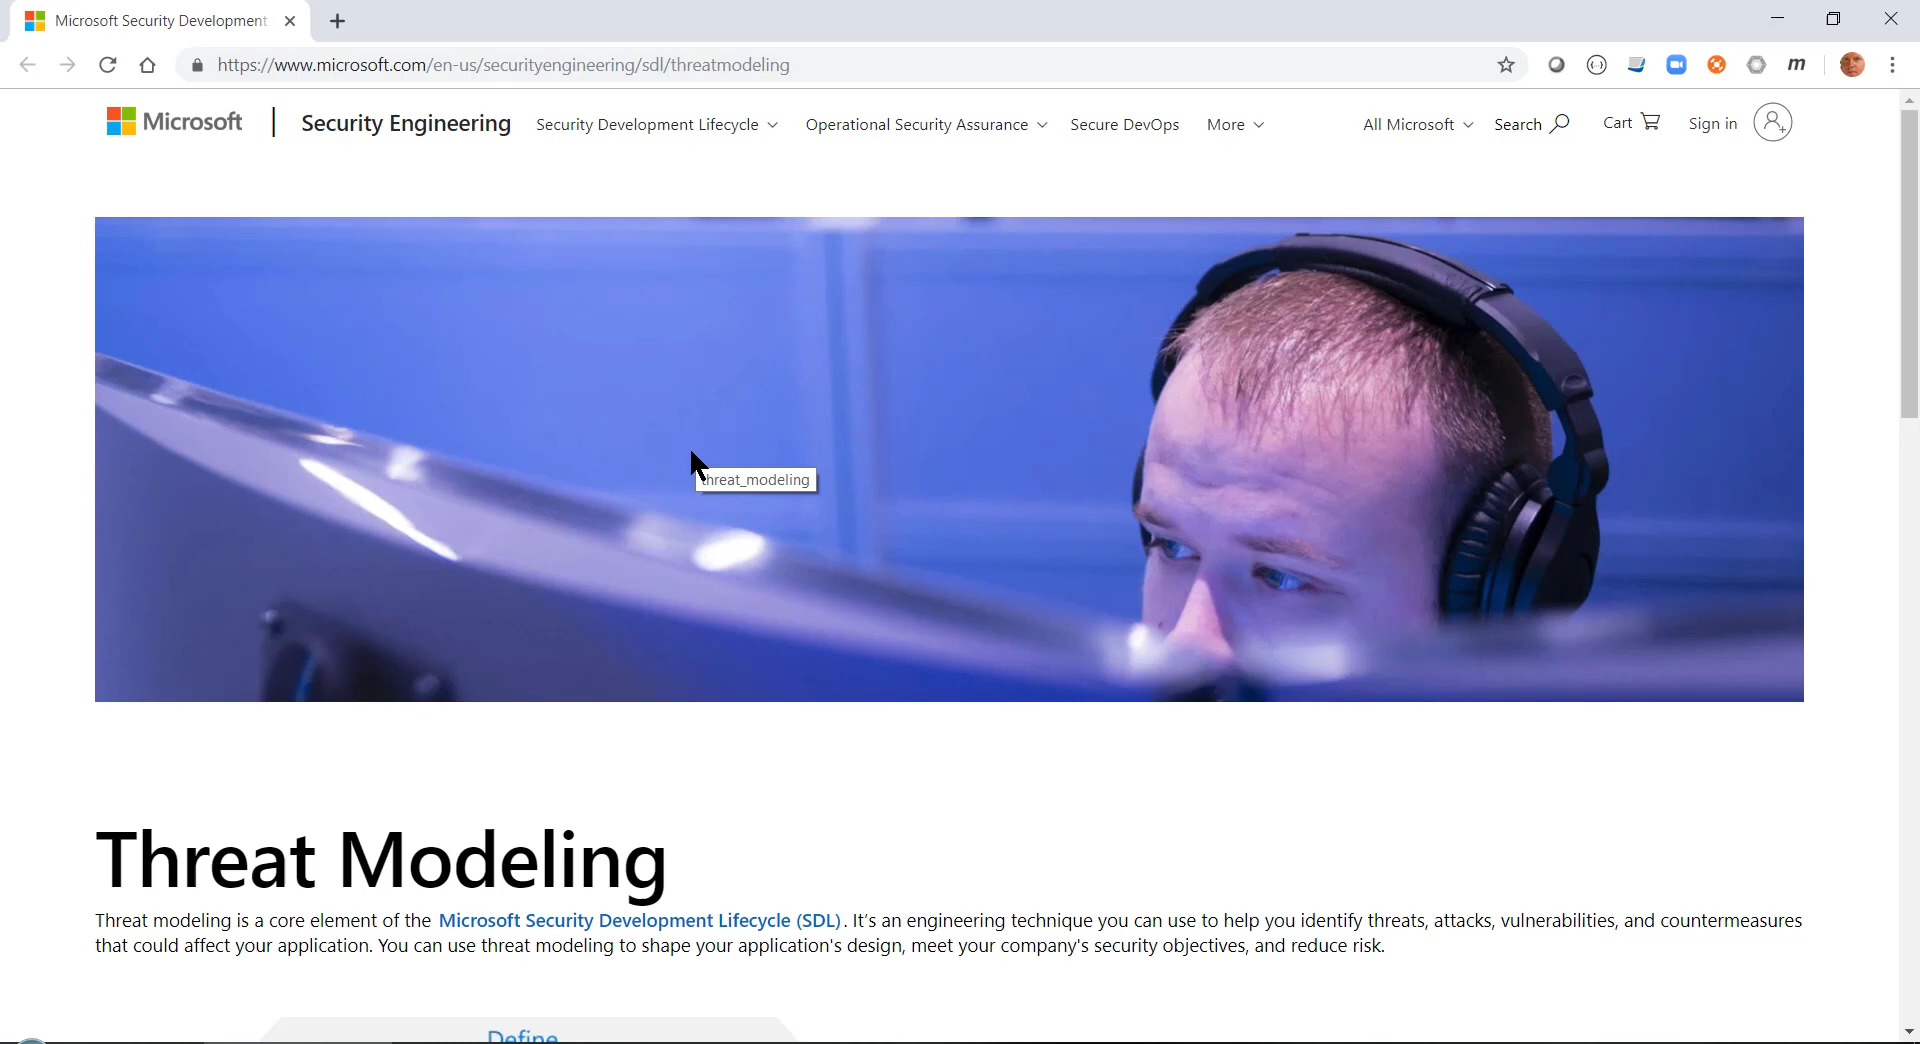 Microsoft Security Development
https://www.microsoft.com/en-us/securityengineering/sdl/threatmodeling
m
Microsoft
Security Engineering
Security Development Lifecycle
Operational Security Assurance
Secure DevOps
More
All Microsoft
Search
Cart
Sign in
threat_modeling
Threat Modeling
Threat modeling is a core element of the Microsoft Security Development Lifecycle (SDL). It's an engineering technique you can use to help you identify threats, attacks, vulnerabilities, and countermeasures
that could affect your application. You can use threat modeling to shape your application's design, meet your company's security objectives, and reduce risk.
Define